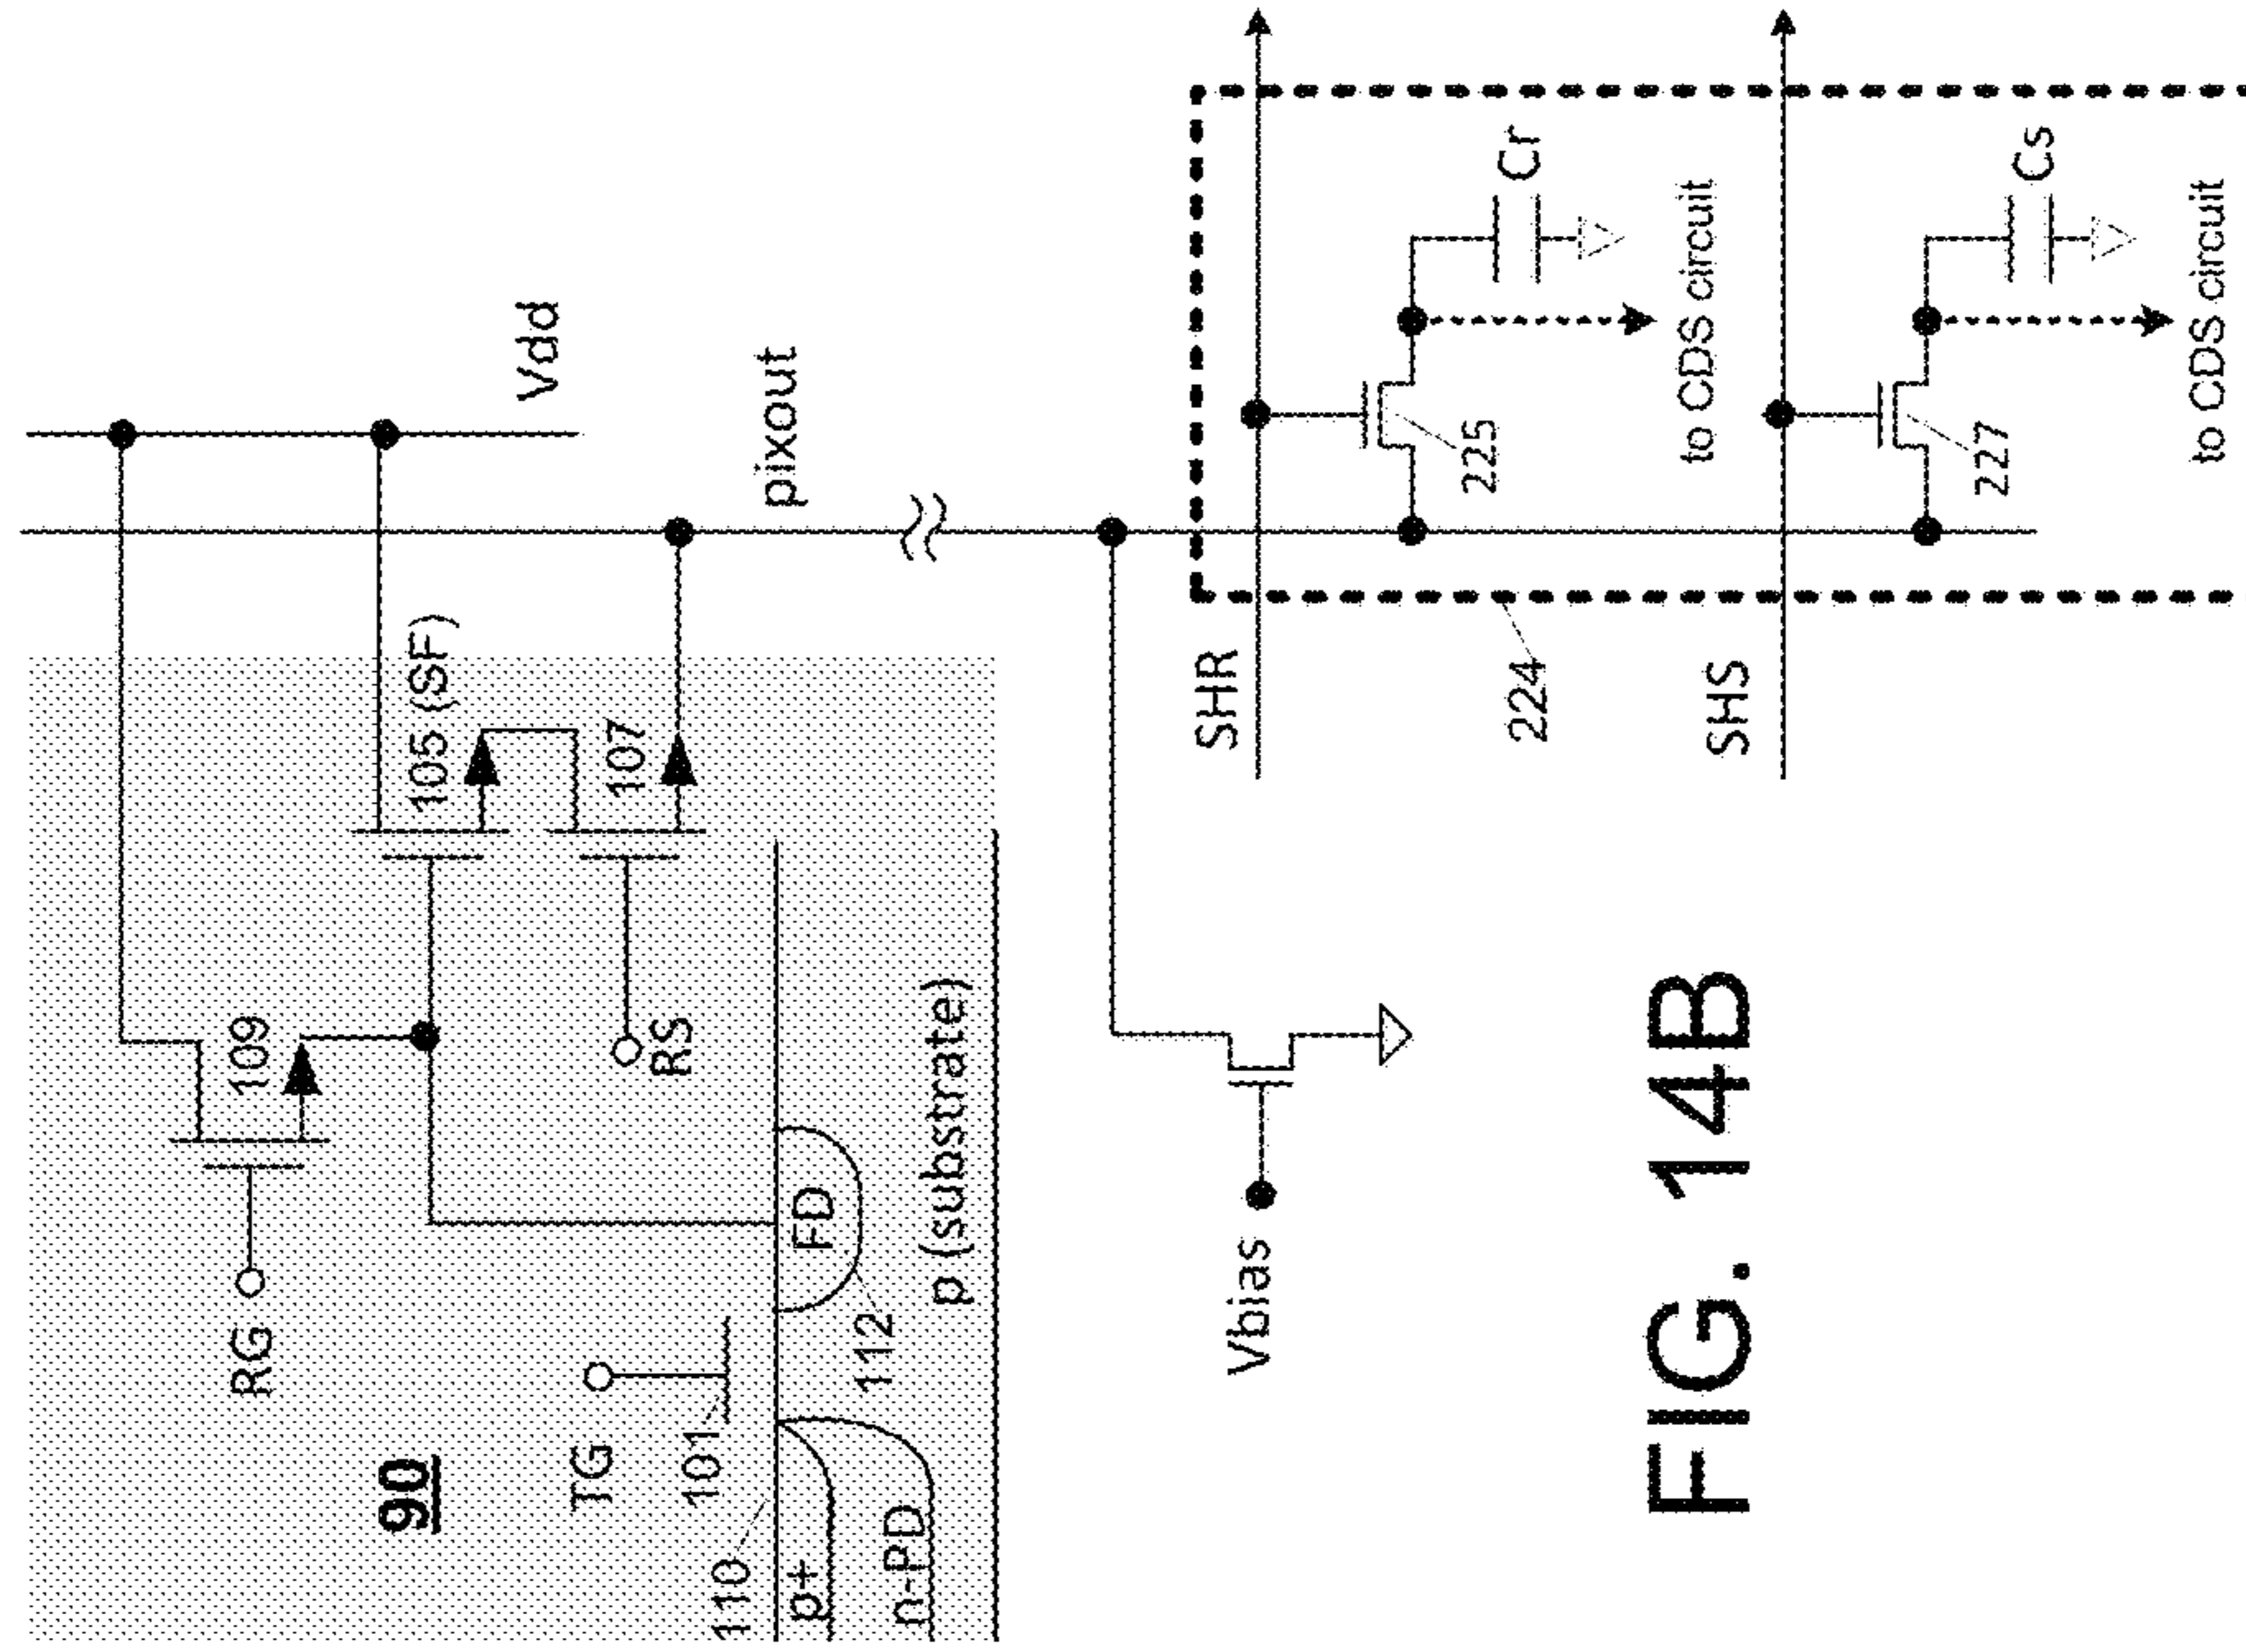 RG
109
90
105 (SF)
Vdd
TG
107
RS
101
110
pixout
p+
FD
112
n-PD
p (substrate)
SHR
Vbias
225
Cr
224
to CDS circuit
SHS
227
Cs
to CDS circuit
FIG. 14B